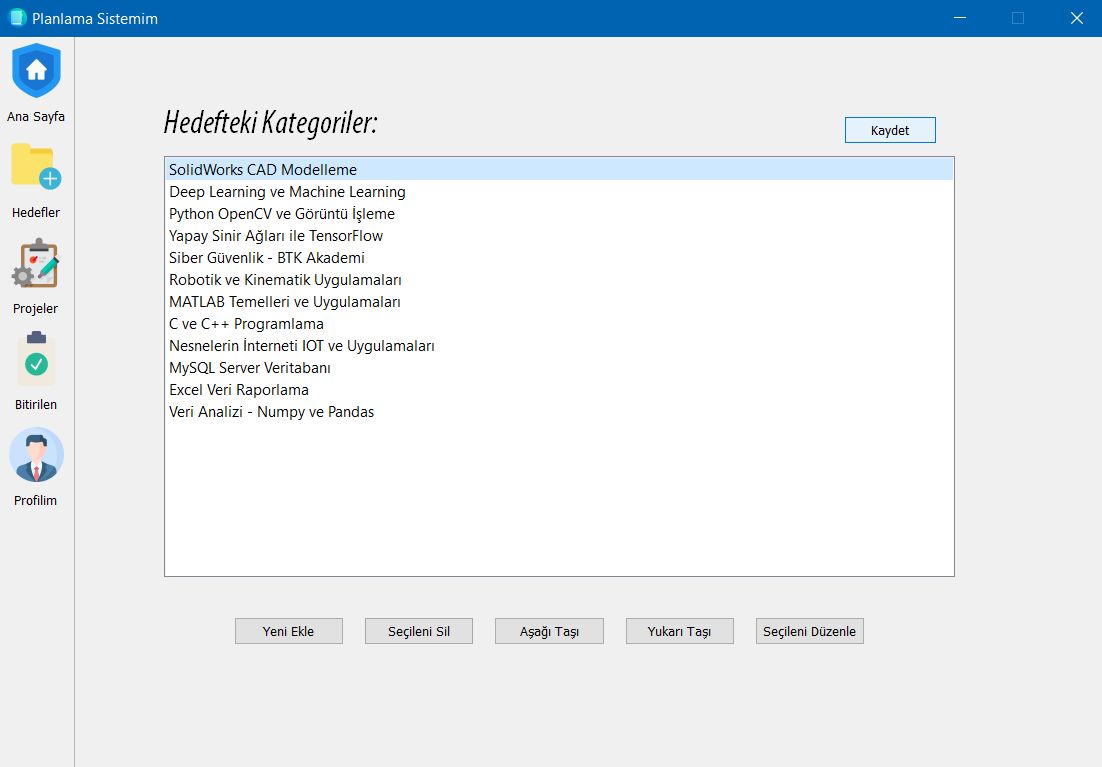 Planlama Sistemim
Ana Sayfa
Hedefler
Projeler
Bitirilen
Profilim
Hedefteki Kategoriler:
Kaydet
SolidWorks CAD Modelleme
Deep Learning ve Machine Learning
Python OpenCV ve Görüntü İşleme
Yapay Sinir Ağları ile TensorFlow
Siber Güvenlik - BTK Akademi
Robotik ve Kinematik Uygulamaları
MATLAB Temelleri ve Uygulamaları
C ve C++ Programlama
Nesnelerin İnterneti IOT ve Uygulamaları
MySQL Server Veritabanı
Excel Veri Raporlama
Veri Analizi - Numpy ve Pandas
Yeni Ekle
Seçileni Sil
Aşağı Taşı
Yukarı Taşı
Seçileni Düzenle